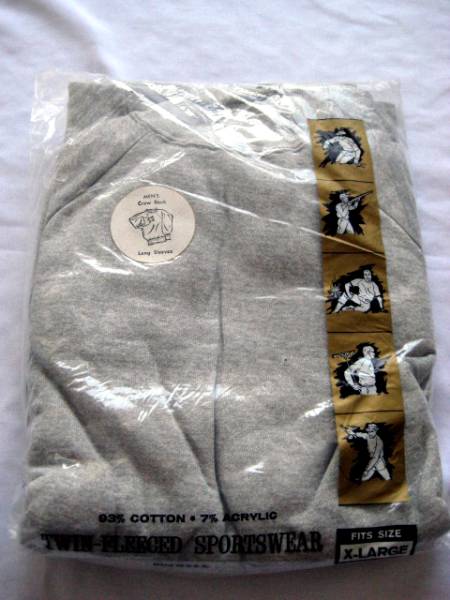 MEN'S
Crew Neck
Long Sleeves
93% COTTON • 7% ACRYLIC
TWIN-FLEECED SPORTSWEAR
FITS SIZE
X-LARGE